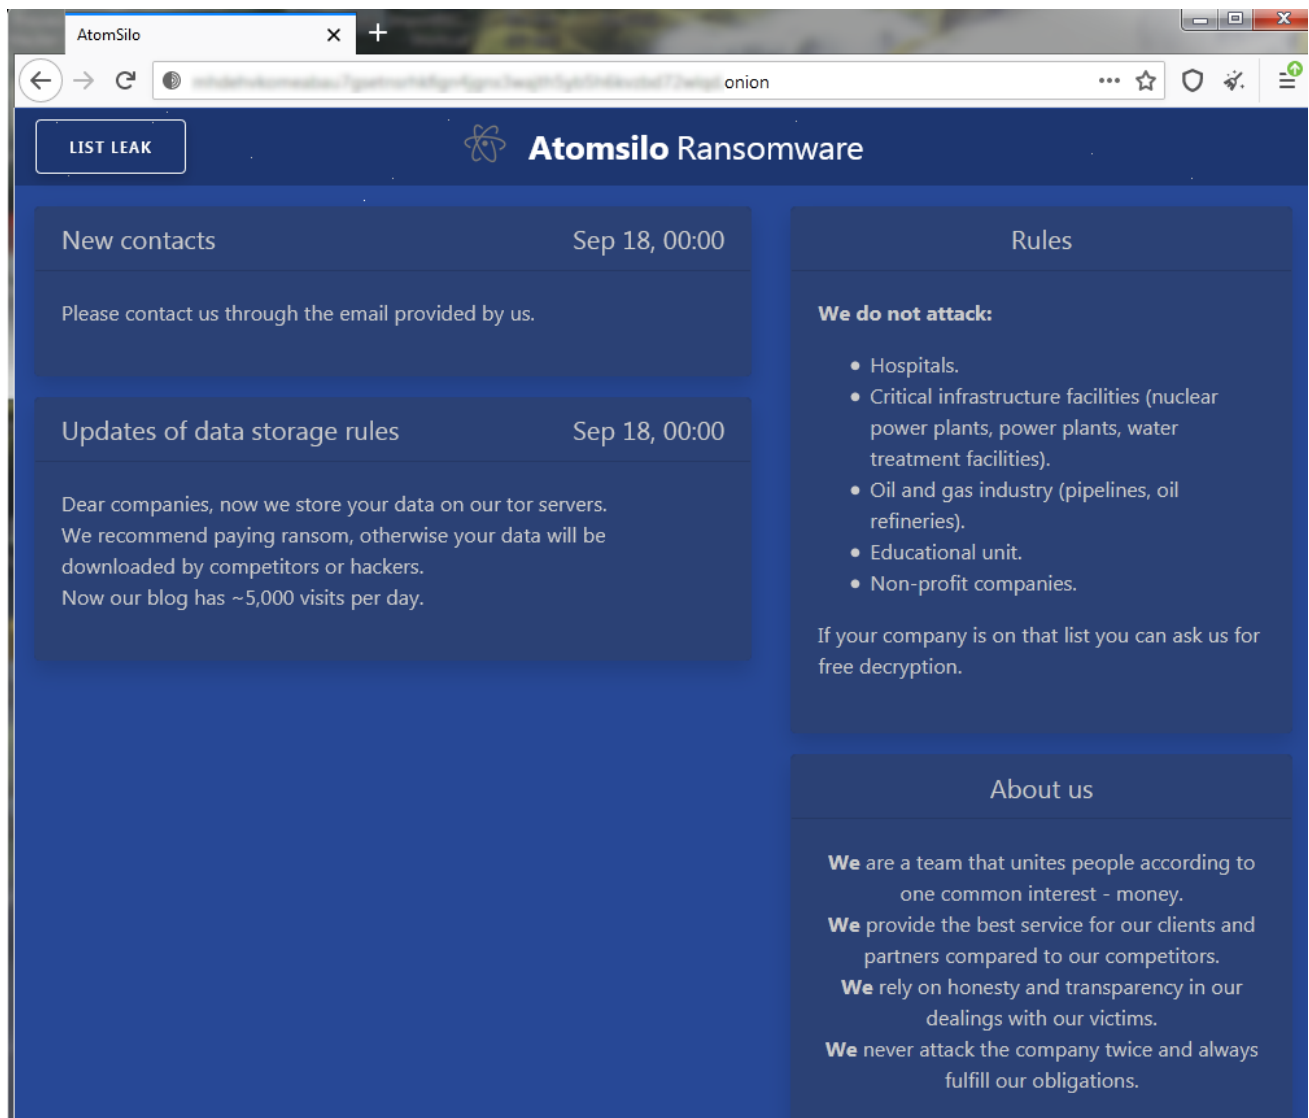 AtomSilo
.onion
LIST LEAK
Atomsilo Ransomware
New contacts
Sep 18, 00:00
Please contact us through the email provided by us.
Updates of data storage rules
Sep 18, 00:00
Dear companies, now we store your data on our tor servers.
We recommend paying ransom, otherwise your data will be
downloaded by competitors or hackers.
Now our blog has ~5,000 visits per day.
Rules
We do not attack:
Hospitals.
Critical infrastructure facilities (nuclear
power plants, power plants, water
treatment facilities).
Oil and gas industry (pipelines, oil
refineries).
Educational unit.
Non-profit companies.
If your company is on that list you can ask us for
free decryption.
About us
We are a team that unites people according to
one common interest - money.
We provide the best service for our clients and
partners compared to our competitors.
We rely on honesty and transparency in our
dealings with our victims.
We never attack the company twice and always
fulfill our obligations.